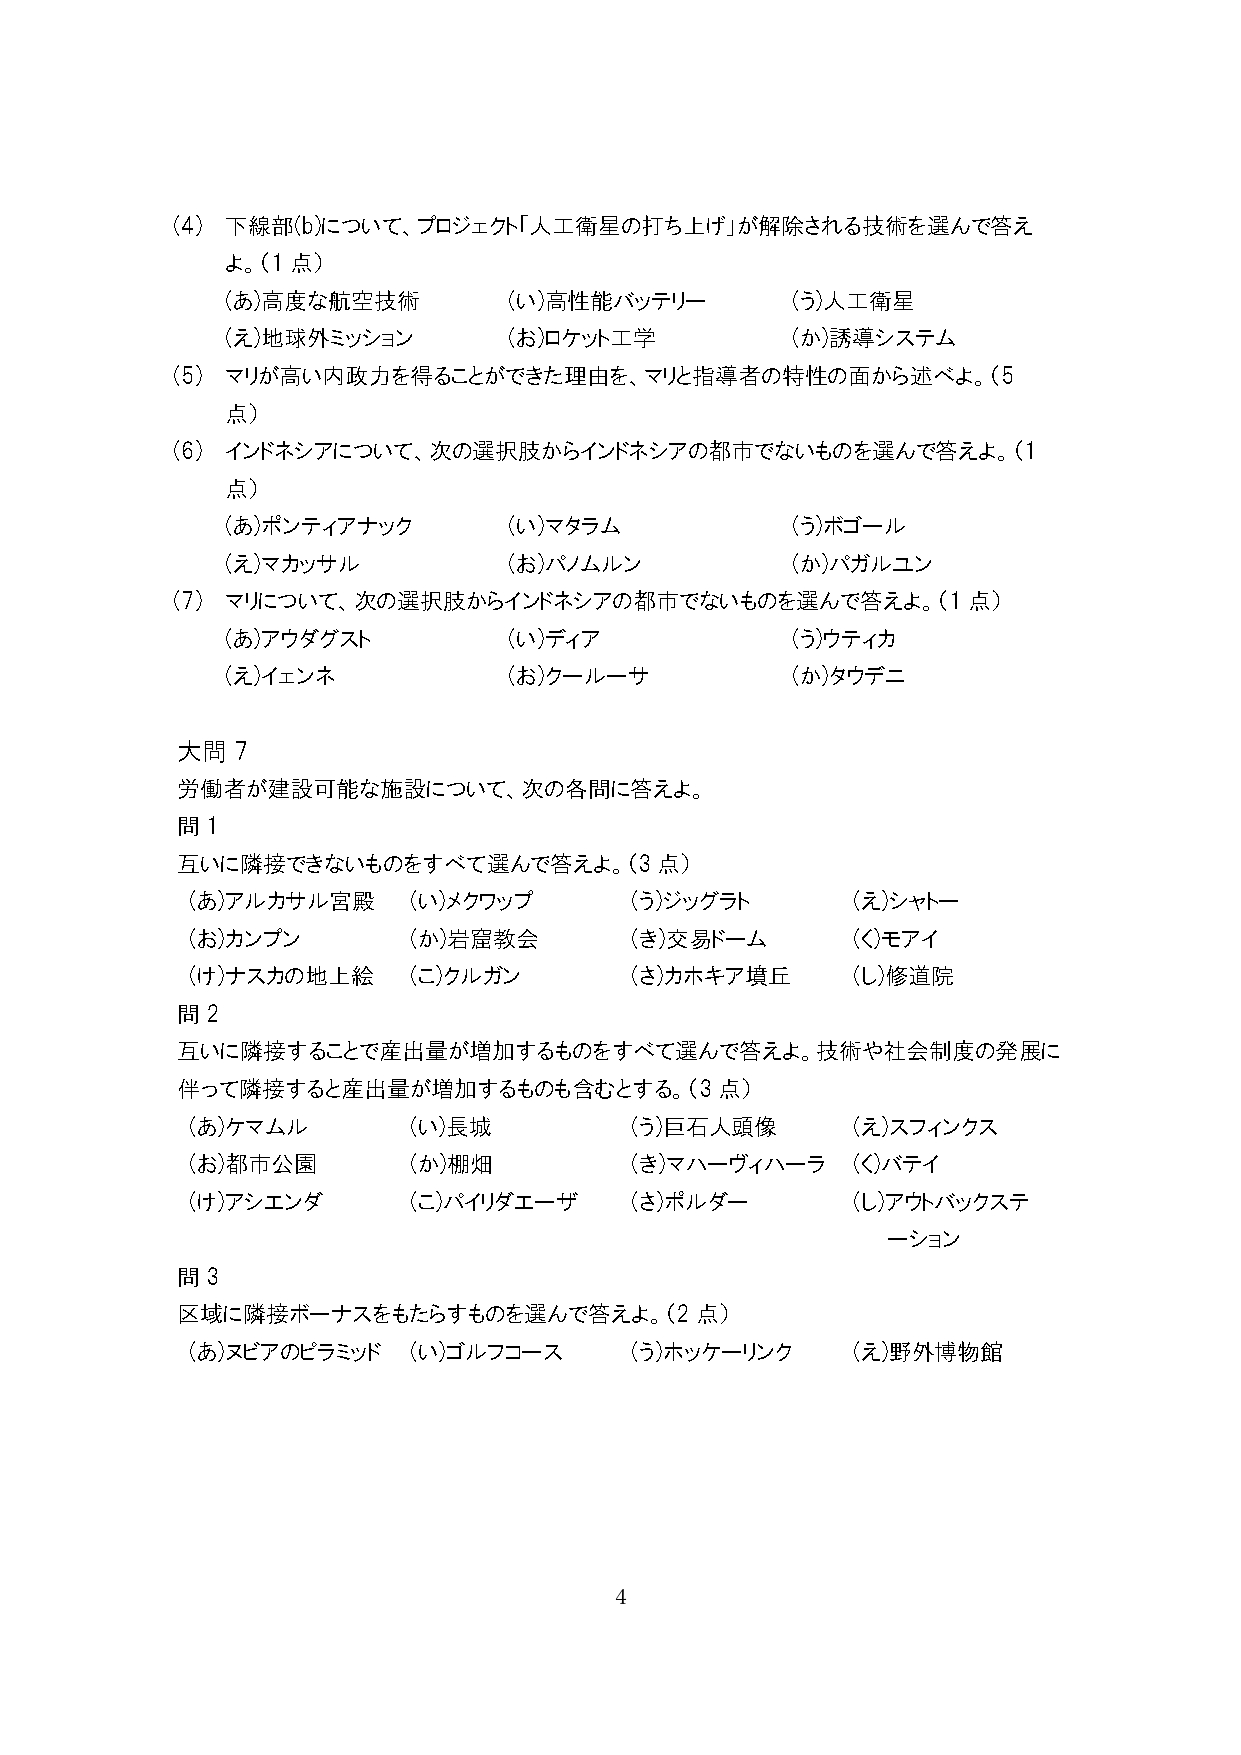 (4) 下線部(b)について、プロジェクト「人工衛星の打ち上げ」が解除される技術を選んで答え
よ。(1 点)
(あ)高度な航空技術 (い)高性能バッテリー (う)人工衛星
(え)地球外ミッション (お)ロケット工学 (か)誘導システム
(5) マリが高い内政力を得ることができた理由を、マリと指導者の特性の面から述べよ。(5
点)
(6) インドネシアについて、次の選択肢からインドネシアの都市でないものを選んで答えよ。(1
点)
(あ)ポンティアナック (い)マタラム (う)ボゴール
(え)マカッサル (お)パノムルン (か)パガルユン
(7) マリについて、次の選択肢からインドネシアの都市でないものを選んで答えよ。(1 点)
(あ)アウダグスト (い)ディア (う)ウティカ
(え)イェンネ (お)クールーサ (か)タウデニ
大問 7
労働者が建設可能な施設について、次の各問に答えよ。
問 1
互いに隣接できないものをすべて選んで答えよ。(3 点)
(あ)アルカサル宮殿 (い)メクワップ (う)ジッグラト (え)シャトー
(お)カンプン (か)岩窟教会 (き)交易ドーム (く)モアイ
(け)ナスカの地上絵 (こ)クルガン (さ)カホキア墳丘 (し)修道院
問 2
互いに隣接することで産出量が増加するものをすべて選んで答えよ。技術や社会制度の発展に
伴って隣接すると産出量が増加するものも含むとする。(3 点)
(あ)ケマムル (い)長城 (う)巨石人頭像 (え)スフィンクス
(お)都市公園 (か)棚畑 (き)マハーヴィハーラ (く)バテイ
(け)アシエンダ (こ)パイリダエーザ (さ)ポルダー (し)アウトバックステ
ーション
問 3
区域に隣接ボーナスをもたらすものを選んで答えよ。(2 点)
(あ)ヌビアのピラミッド (い)ゴルフコース (う)ホッケーリンク (え)野外博物館
4